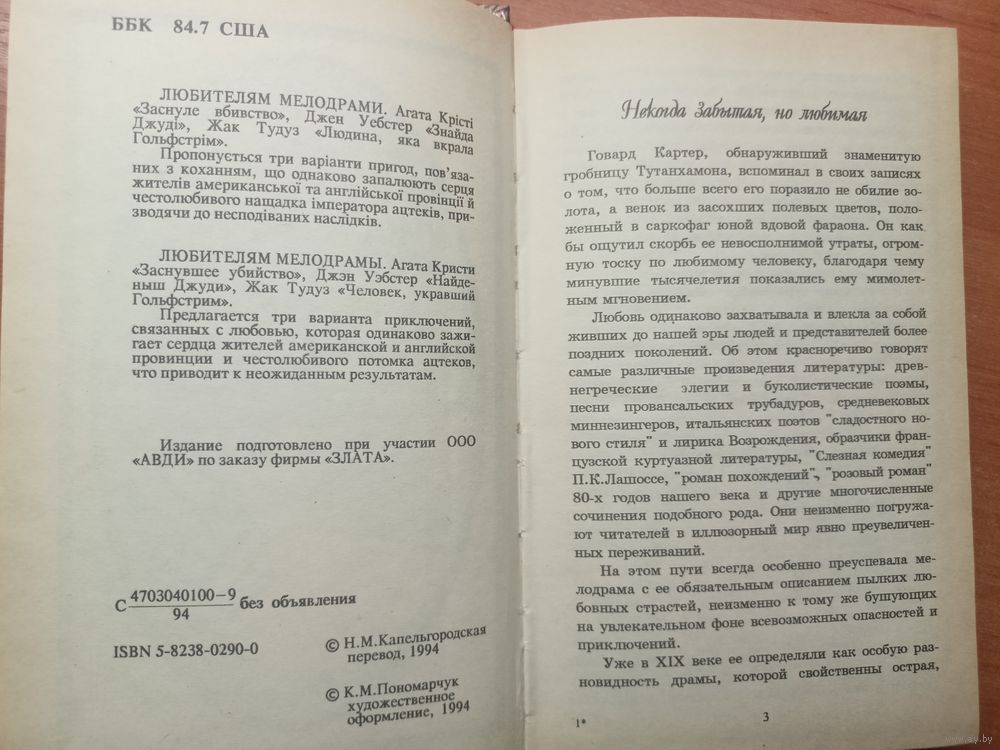 ББК 84.7 США
ЛЮБИТЕЛЯМ МЕЛОДРАМИ. Агата Крісті
«Заснуле вбивство», Джен Уебстер «Знайда
Джуді», Жак Тудуз «Людина, яка вкрала
Гольфстрім».
Пропонується три варіанти пригод, пов’яза-
них з коханням, що однаково запалюють серця
жителів американської та англійської провінції й
честолюбивого нащадка імператора ацтеків, при-
зводячи до несподіваних наслідків.
ЛЮБИТЕЛЯМ МЕЛОДРАМЫ. Агата Кристи
«Заснувшее убийство», Джэн Уэбстер «Найде-
ныш Джуди», Жак Тудуз «Человек, укравший
Гольфстрим».
Предлагается три варианта приключений,
связанных с любовью, которая одинаково зажи-
гает сердца жителей американской и английской
провинции и честолюбивого потомка ацтеков,
что приводит к неожиданным результатам.
Издание подготовлено при участии ООО
«АВДИ» по заказу фирмы «ЗЛАТА».
С 4703040100—9 без объявления
94
ISBN 5-8238-0290-0
© Н.М.Капельгородская
перевод, 1994
© К.М.Пономарчук
художественное
оформление, 1994
Некогда забытая, но любимая
Говард Картер, обнаруживший знаменитую
гробницу Тутанхамона, вспоминал в своих записях
о том, что больше всего его поразило не обилие зо-
лота, а венок из засохших полевых цветов, поло-
женный в саркофаг юной вдовой фараона. Он как
бы ощутил скорбь ее невосполнимой утраты, огром-
ную тоску по любимому человеку, благодаря чему
минувшие тысячелетия показались ему мимолет-
ным мгновением.
Любовь одинаково захватывала и влекла за собой
живших до нашей эры людей и представителей более
поздних поколений. Об этом красноречиво говорят
самые различные произведения литературы: древ-
негреческие элегии и буколистические поэмы,
песни провансальских трубадуров, средневековых
миннезингеров, итальянских поэтов "сладостного но-
вого стиля" и лирика Возрождения, образчики фран-
цузской куртуазной литературы, "Слезная комедия"
П.К.Лашоссе, "роман похождений", "розовый роман"
80-х годов нашего века и другие многочисленные
сочинения подобного рода. Они неизменно погружа-
ют читателей в иллюзорный мир явно преувеличен-
ных переживаний.
На этом пути всегда особенно преуспевала ме-
лодрама с ее обязательным описанием пылких лю-
бовных страстей, неизменно к тому же бушующих
на увлекательном фоне всевозможных опасностей и
приключений.
Уже в XIX веке ее определяли как особую раз-
новидность драмы, которой свойственны острая,
1*
3
ay.by